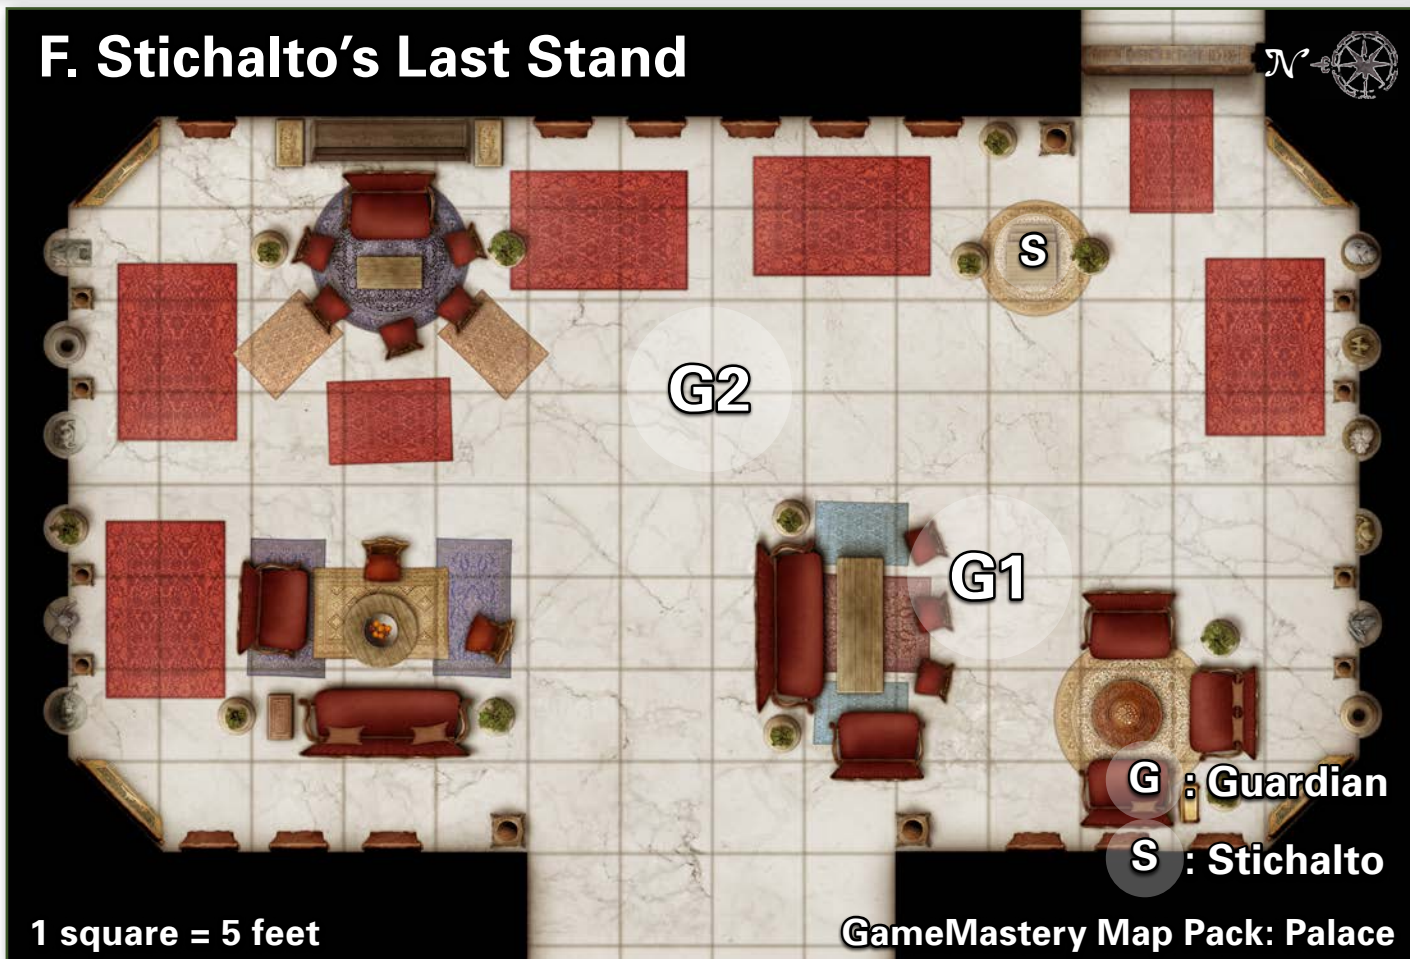 F. Stichalto's Last Stand
N
S
G2
G1
G : Guardian
S : Stichalto
1 square = 5 feet
GameMastery Map Pack: Palace